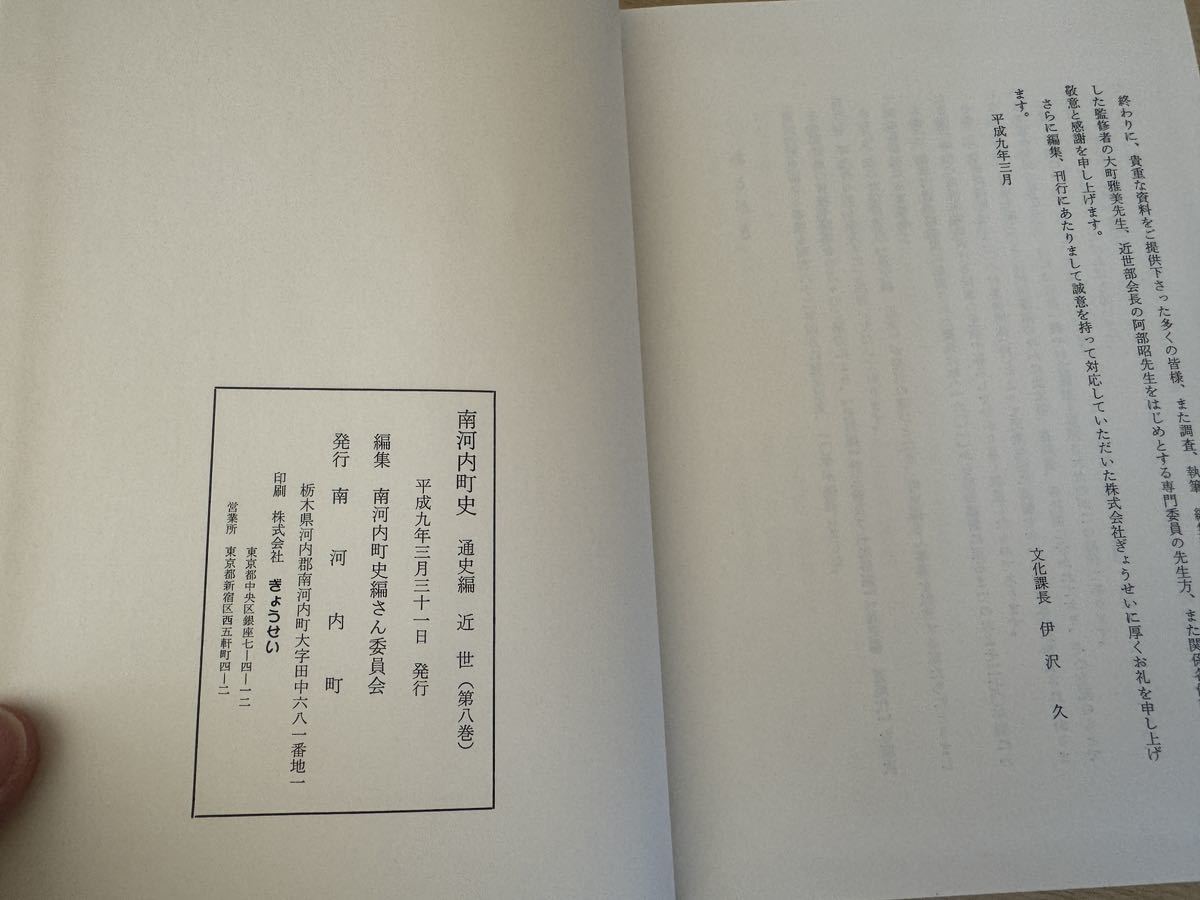 終わりに、貴重な資料をご提供下さった多くの皆様、また調査、執筆、編集
した監修者の大町雅美先生、近世部会長の阿部昭先生をはじめとする専門委員の先生方、また関係各
敬意と感謝を申し上げます。
さらに編集、刊行にあたりまして誠意を持って対応していただいた株式会社ぎょうせいに厚くお礼を申し上げ
ます。
平成九年三月
文化課長 伊沢 久
南河内町史 通史編 近世（第八巻）
平成九年三月三十一日 発行
編集 南河内町史編さん委員会
発行 南河内町
栃木県河内郡南河内町大字田中六八一番地一
印刷 株式会社 ぎょうせい
東京都中央区銀座七―四―一二
営業所 東京都新宿区西五軒町四―二